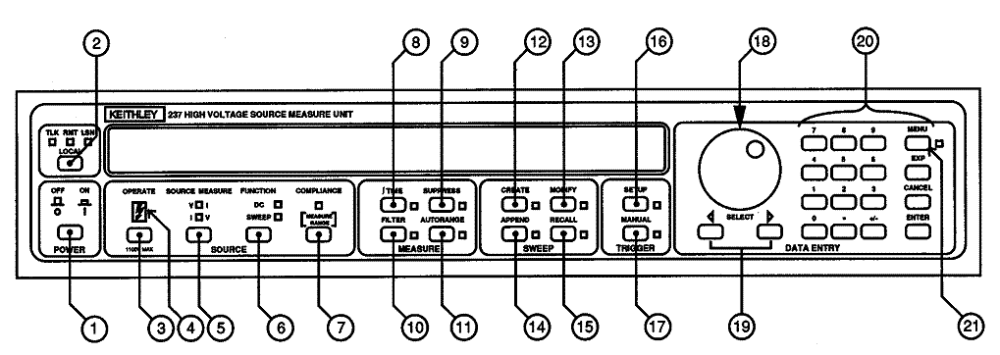 2 8 9 12 13 16 18 20
KEITHLEY 237 HIGH VOLTAGE SOURCE MEASURE UNIT
TLK RMT LSN
LOCAL
7 8 9 MENU
4 5 6 EXP
1 2 3 CANCEL
0 +/- ENTER
OFF ON
O I
POWER
OPERATE SOURCE MEASURE FUNCTION COMPLIANCE
V I DC
I V SWEEP MEASURE RANGE
1100V MAX
SOURCE
∫ TIME SUPPRESS
FILTER AUTORANGE
MEASURE
CREATE MODIFY
APPEND RECALL
SWEEP
SETUP
MANUAL
TRIGGER
SELECT
DATA ENTRY
1 3 4 5 6 7 10 11 14 15 17 19 21